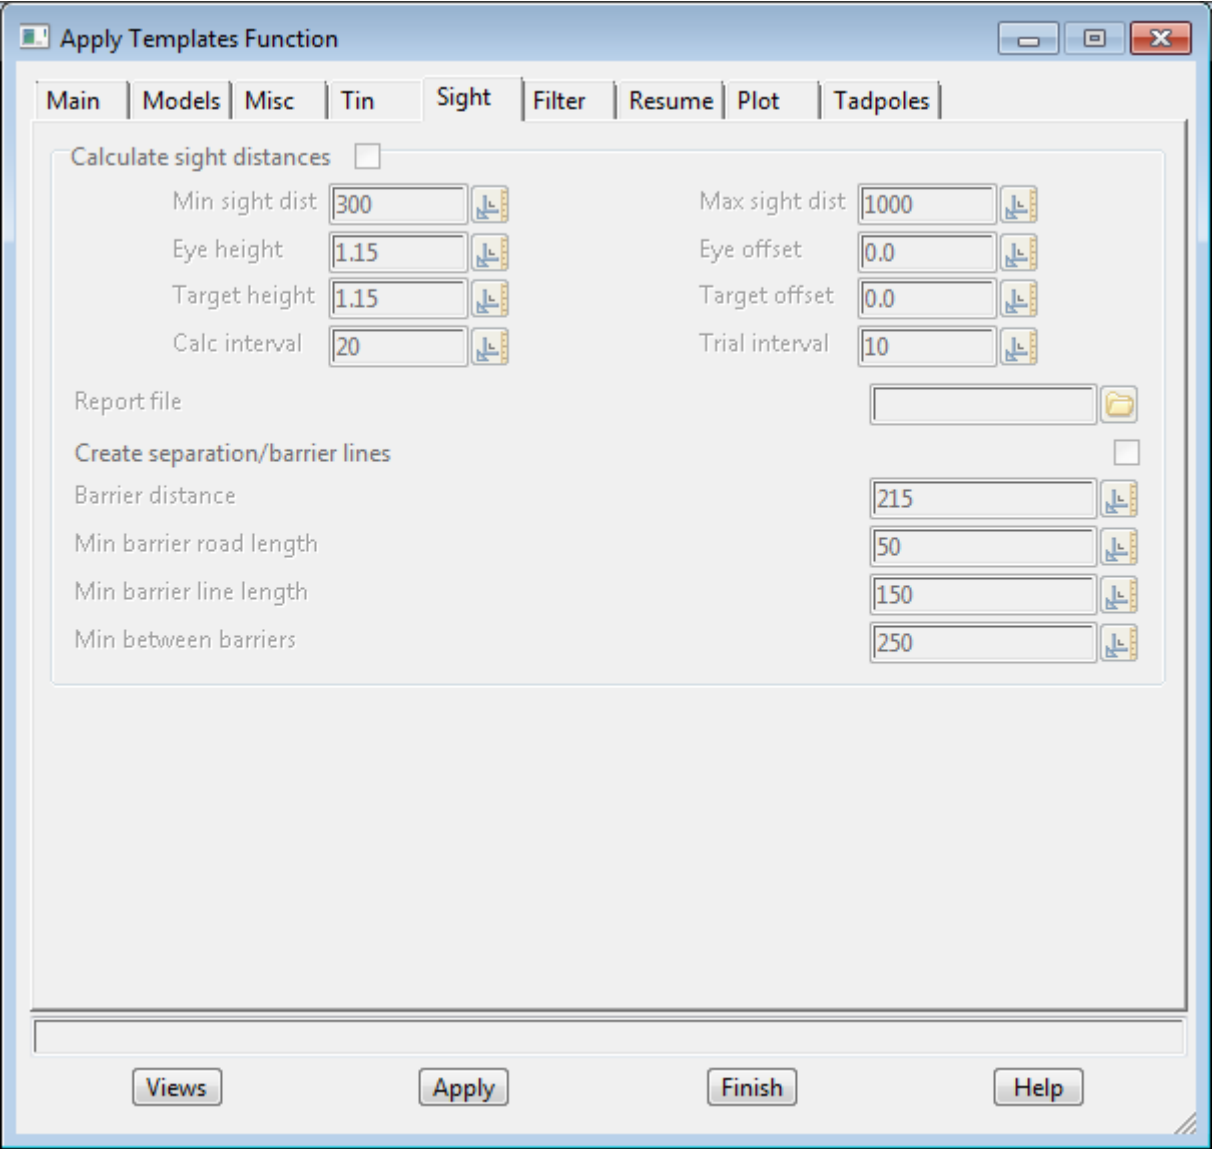 Apply Templates Function
Main Models Misc Tin Sight Filter Resume Plot Tadpoles
Calculate sight distances
Min sight dist 300 Max sight dist 1000
Eye height 1.15 Eye offset 0.0
Target height 1.15 Target offset 0.0
Calc interval 20 Trial interval 10
Report file
Create separation/barrier lines
Barrier distance 215
Min barrier road length 50
Min barrier line length 150
Min between barriers 250
Views Apply Finish Help